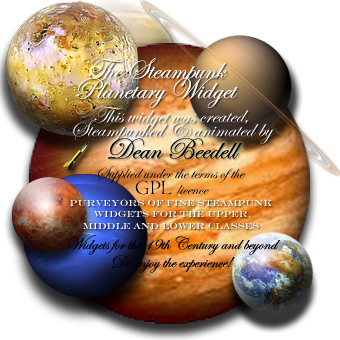 The Steampunk
Planetary Widget
This widget was created,
Steampunked & animated by
Dean Beedell
Supplied under the terms of the
GPL licence
PURVEYORS OF FINE STEAMPUNK
WIDGETS FOR THE UPPER,
MIDDLE AND LOWER CLASSES
Widgets for the 19th Century and beyond
Do enjoy the experience!